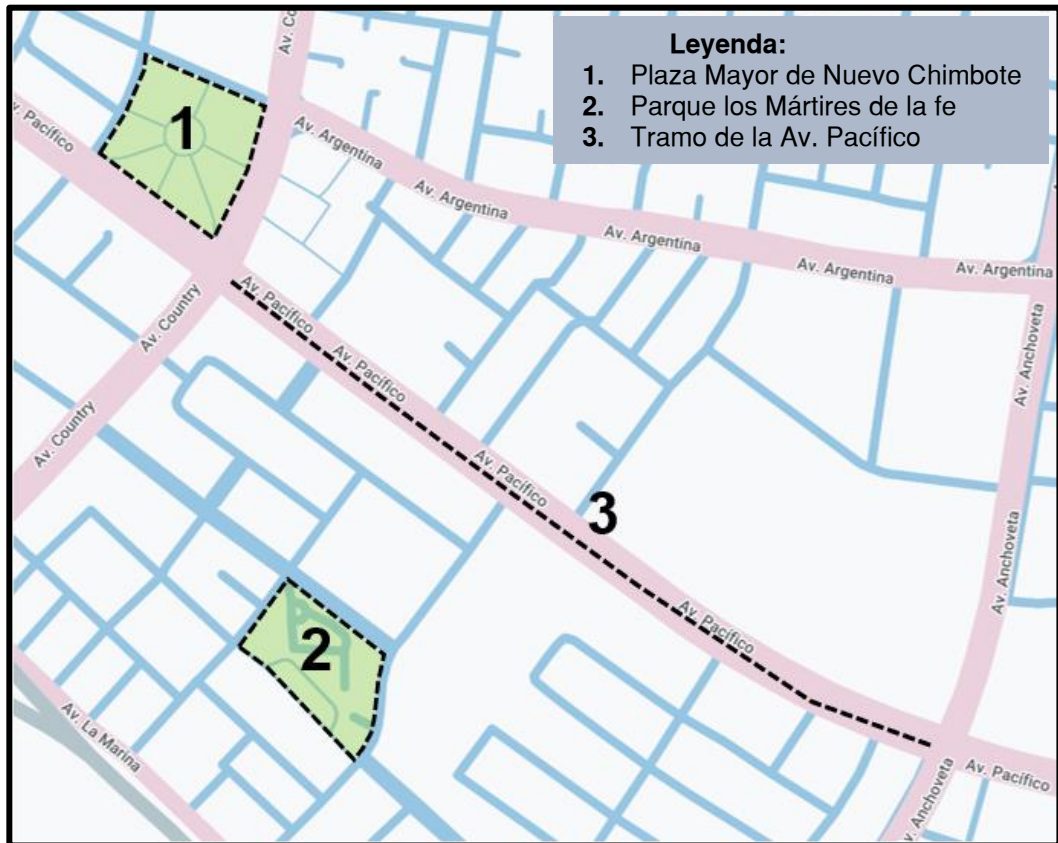 Leyenda:
1. Plaza Mayor de Nuevo Chimbote
2. Parque los Mártires de la fe
3. Tramo de la Av. Pacífico
Av. Co
1
v. Pacífico
Av. Argentina
Av. Argentina
Av. Argentina
Av. Argentina
Av. Argentina
Av. Pacífico
Av. Country
Av. Pacífico
Av. Anchoveta
Av. Country
Av. Pacífico
3
Av. Anchoveta
2
Av. Pacífico
Av. La Marina
Av. Pacífico
v. Anchoveta